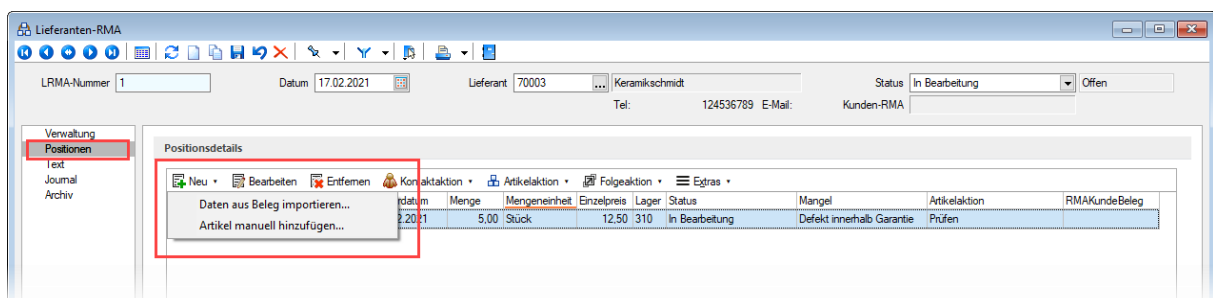 Lieferanten-RMA
LRMA-Nummer 1 Datum 17.02.2021 Lieferant 70003 ... Keramikschmidt Status In Bearbeitung Offen
Tel: 124536789 E-Mail: Kunden-RMA
Verwaltung
Positionen
Text
Journal
Archiv
Positionsdetails
Neu Bearbeiten Entfernen Kontaktaktion Artikelaktion Folgeaktion Extras
Menge Mengeneinheit Einzelpreis Lager Status Mangel Artikelaktion RMAKundeBeleg
5,00 Stück 12,50 310 In Bearbeitung Defekt innerhalb Garantie Prüfen
Daten aus Beleg importieren...
Artikel manuell hinzufügen...